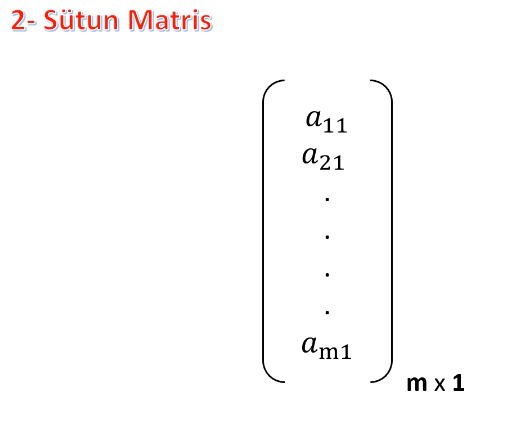 2- Sütun Matris
a11
a21
.
.
.
.
am1
m x 1